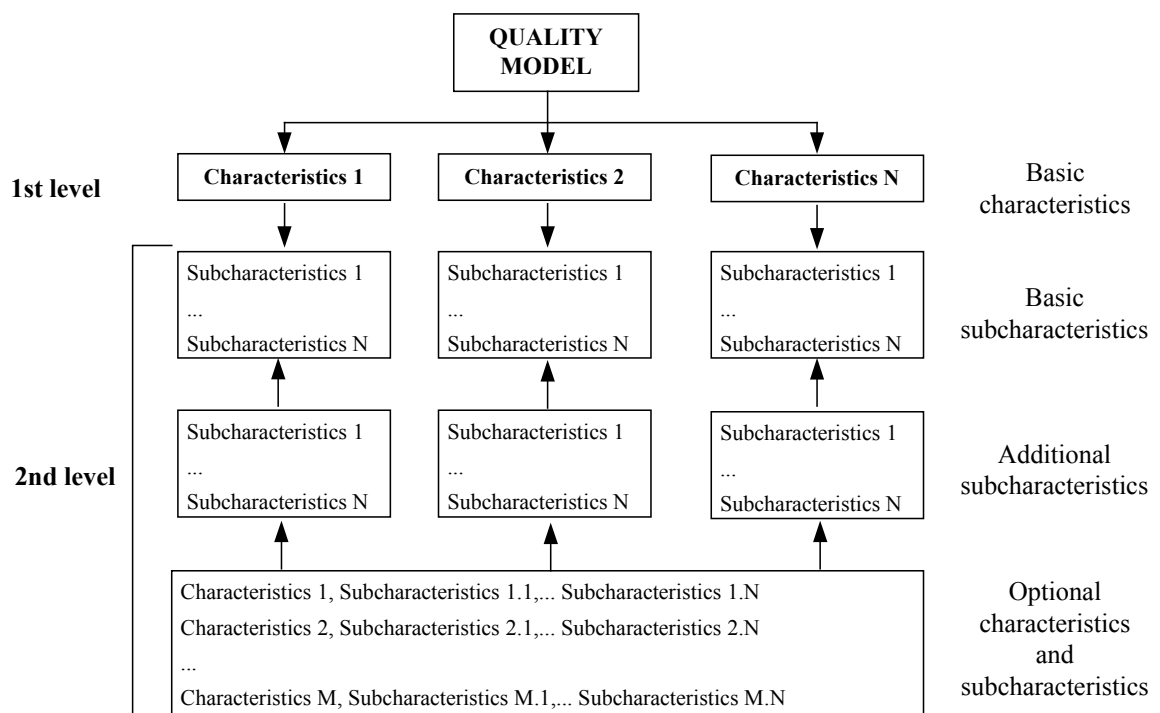 QUALITY
MODEL
1st level
Characteristics 1
Characteristics 2
Characteristics N
Basic
characteristics
Subcharacteristics 1
...
Subcharacteristics N
Subcharacteristics 1
...
Subcharacteristics N
Subcharacteristics 1
...
Subcharacteristics N
Basic
subcharacteristics
2nd level
Subcharacteristics 1
...
Subcharacteristics N
Subcharacteristics 1
...
Subcharacteristics N
Subcharacteristics 1
...
Subcharacteristics N
Additional
subcharacteristics
Characteristics 1, Subcharacteristics 1.1,... Subcharacteristics 1.N
Characteristics 2, Subcharacteristics 2.1,... Subcharacteristics 2.N
...
Characteristics M, Subcharacteristics M.1,... Subcharacteristics M.N
Optional
characteristics
and
subcharacteristics